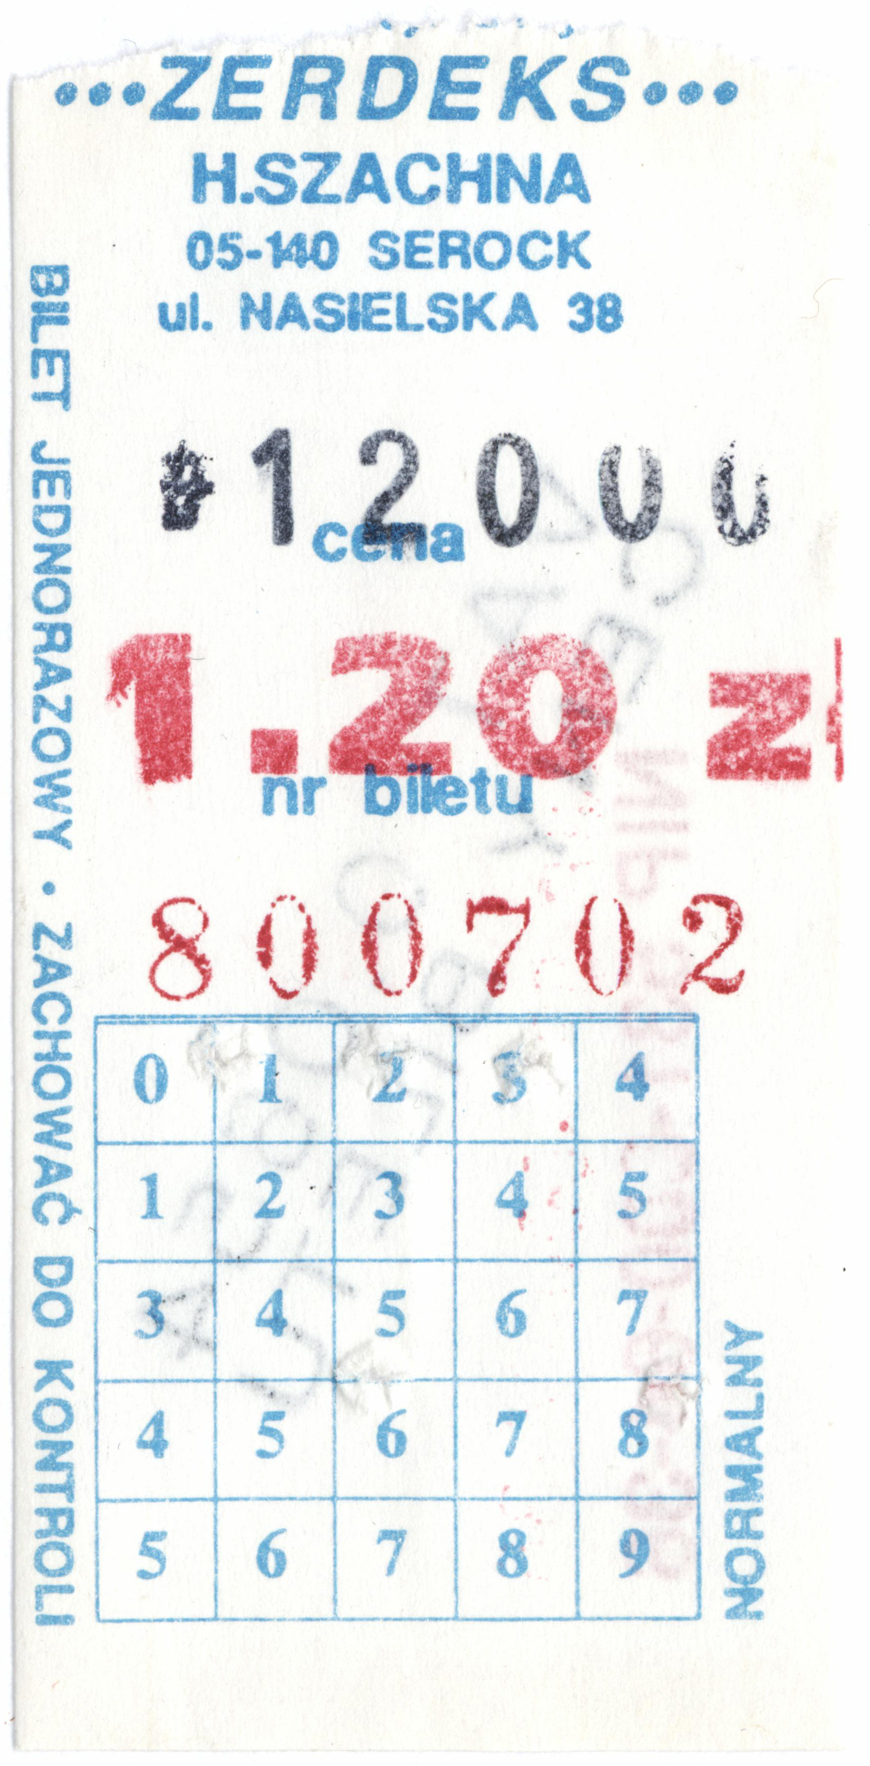 •••ZERDEKS•••
H.SZACHNA
05-140 SEROCK
ul. NASIELSKA 38
12000
cena
1.20 zł
nr biletu
800702
0 1 2 3 4
1 2 3 4 5
3 4 5 6 7
4 5 6 7 8
5 6 7 8 9
BILET JEDNORAZOWY • ZACHOWAĆ DO KONTROLI
NORMALNY